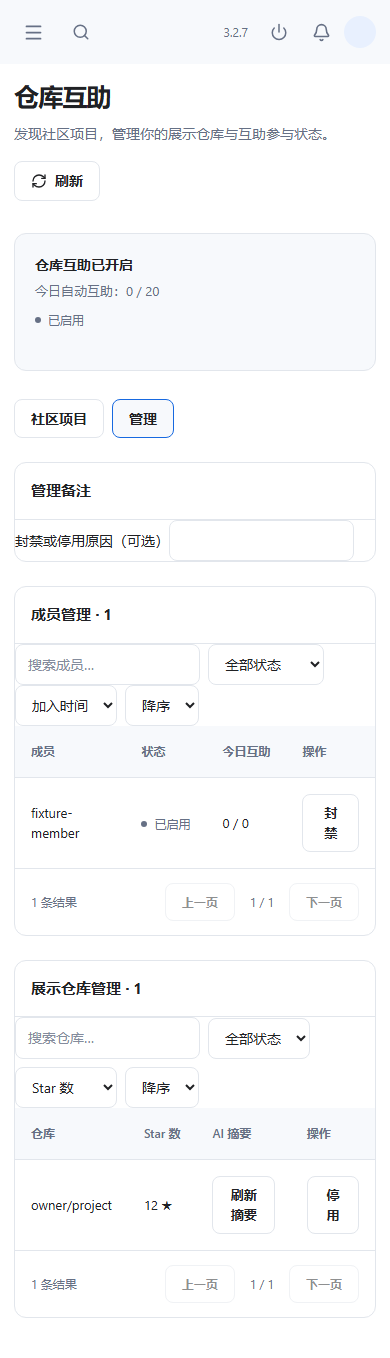 3.2.7
仓库互助
发现社区项目，管理你的展示仓库与互助参与状态。
刷新
仓库互助已开启
今日自动互助：0 / 20
已启用
社区项目 管理
管理备注
封禁或停用原因（可选）
成员管理 · 1
搜索成员... 全部状态
加入时间 降序
成员 状态 今日互助 操作
fixture-
member
已启用 0 / 0
封
禁
1 条结果 上一页 1 / 1 下一页
展示仓库管理 · 1
搜索仓库... 全部状态
Star 数 降序
仓库 Star 数 AI 摘要 操作
owner/project 12 ★
刷新
摘要
停
用
1 条结果 上一页 1 / 1 下一页